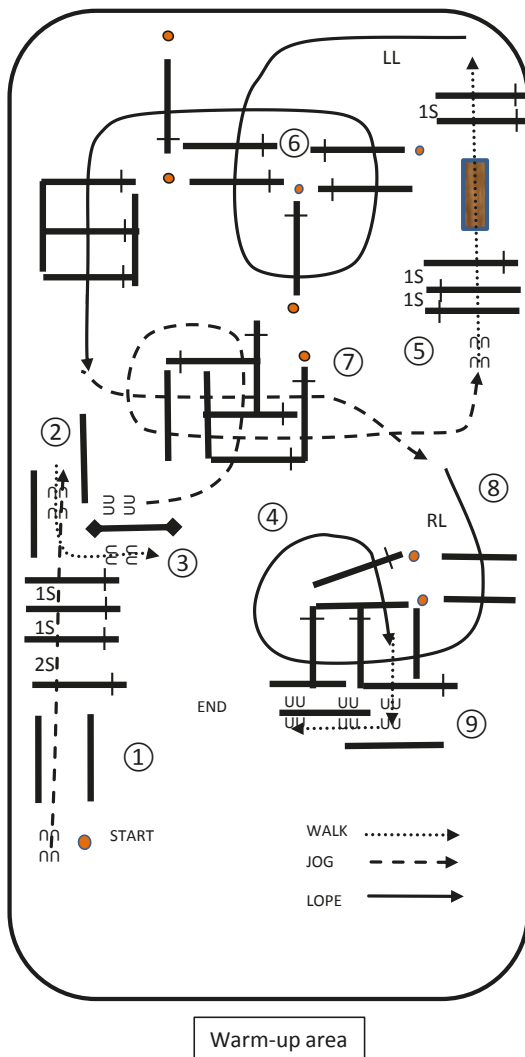 LL
1S
⑥
1S
1S
⑤
⑦
②
⑧
④
RL
③
1S
1S
2S
END
⑨
①
START
WALK
JOG
LOPE
Warm-up area